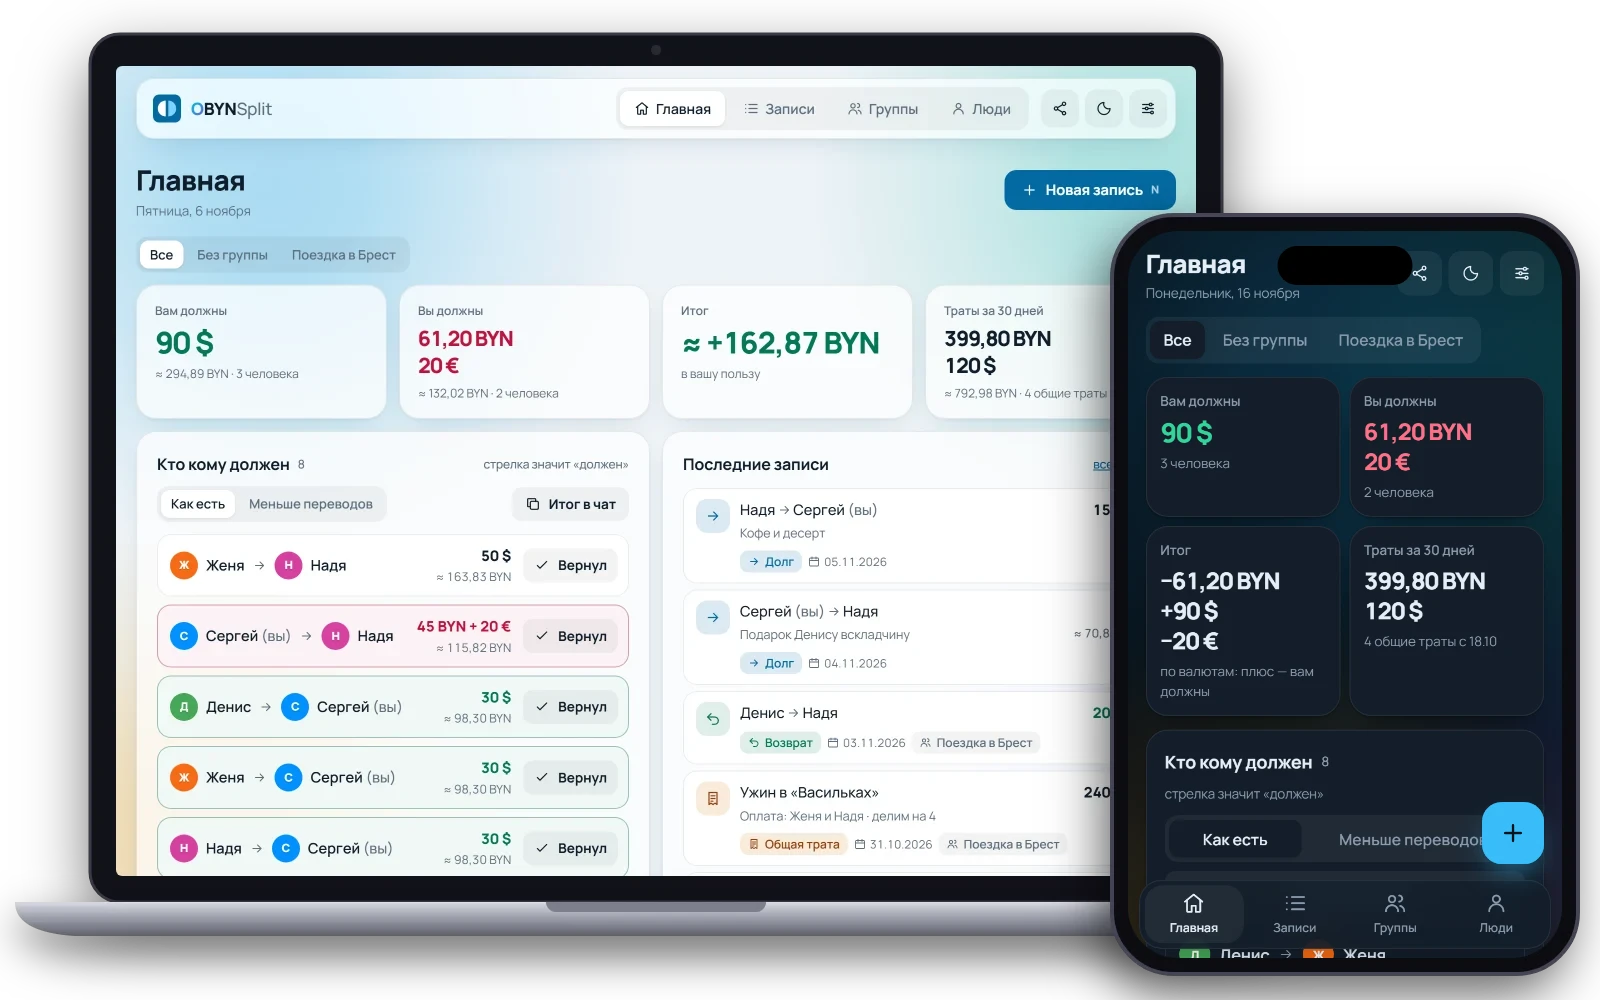 OBYNSplit
Главная
Записи
Группы
Люди
Главная
Пятница, 6 ноября
+ Новая запись N
Все
Без группы
Поездка в Брест
Вам должны
90 $
≈ 294,89 BYN · 3 человека
Вы должны
61,20 BYN
20 €
≈ 132,02 BYN · 2 человека
Итог
≈ +162,87 BYN
в вашу пользу
Траты за 30 дней
399,80 BYN
120 $
≈ 792,98 BYN · 4 общие траты
Кто кому должен 8
стрелка значит «должен»
Как есть
Меньше переводов
Итог в чат
Ж Женя → Н Надя
50 $
≈ 163,83 BYN
Вернул
С Сергей (вы) → Н Надя
45 BYN + 20 €
≈ 115,82 BYN
Вернул
Д Денис → С Сергей (вы)
30 $
≈ 98,30 BYN
Вернул
Ж Женя → С Сергей (вы)
30 $
≈ 98,30 BYN
Вернул
Н Надя → С Сергей (вы)
30 $
≈ 98,30 BYN
Вернул
Последние записи
все
Надя → Сергей (вы)
15
Кофе и десерт
→ Долг
05.11.2026
Сергей (вы) → Надя
Подарок Денису вскладчину
≈ 70,8
→ Долг
04.11.2026
Денис → Надя
20
Возврат
03.11.2026
Поездка в Брест
Ужин в «Васильках»
240
Оплата: Женя и Надя · делим на 4
Общая трата
31.10.2026
Поездка в Брест
Главная
Понедельник, 16 ноября
Все
Без группы
Поездка в Брест
Вам должны
90 $
3 человека
Вы должны
61,20 BYN
20 €
2 человека
Итог
−61,20 BYN
+90 $
−20 €
по валютам: плюс — вам
должны
Траты за 30 дней
399,80 BYN
120 $
4 общие траты с 18.10
Кто кому должен 8
стрелка значит «должен»
Как есть
Меньше переводов
+
Главная
Записи
Группы
Люди
Д Денис → Ж Женя